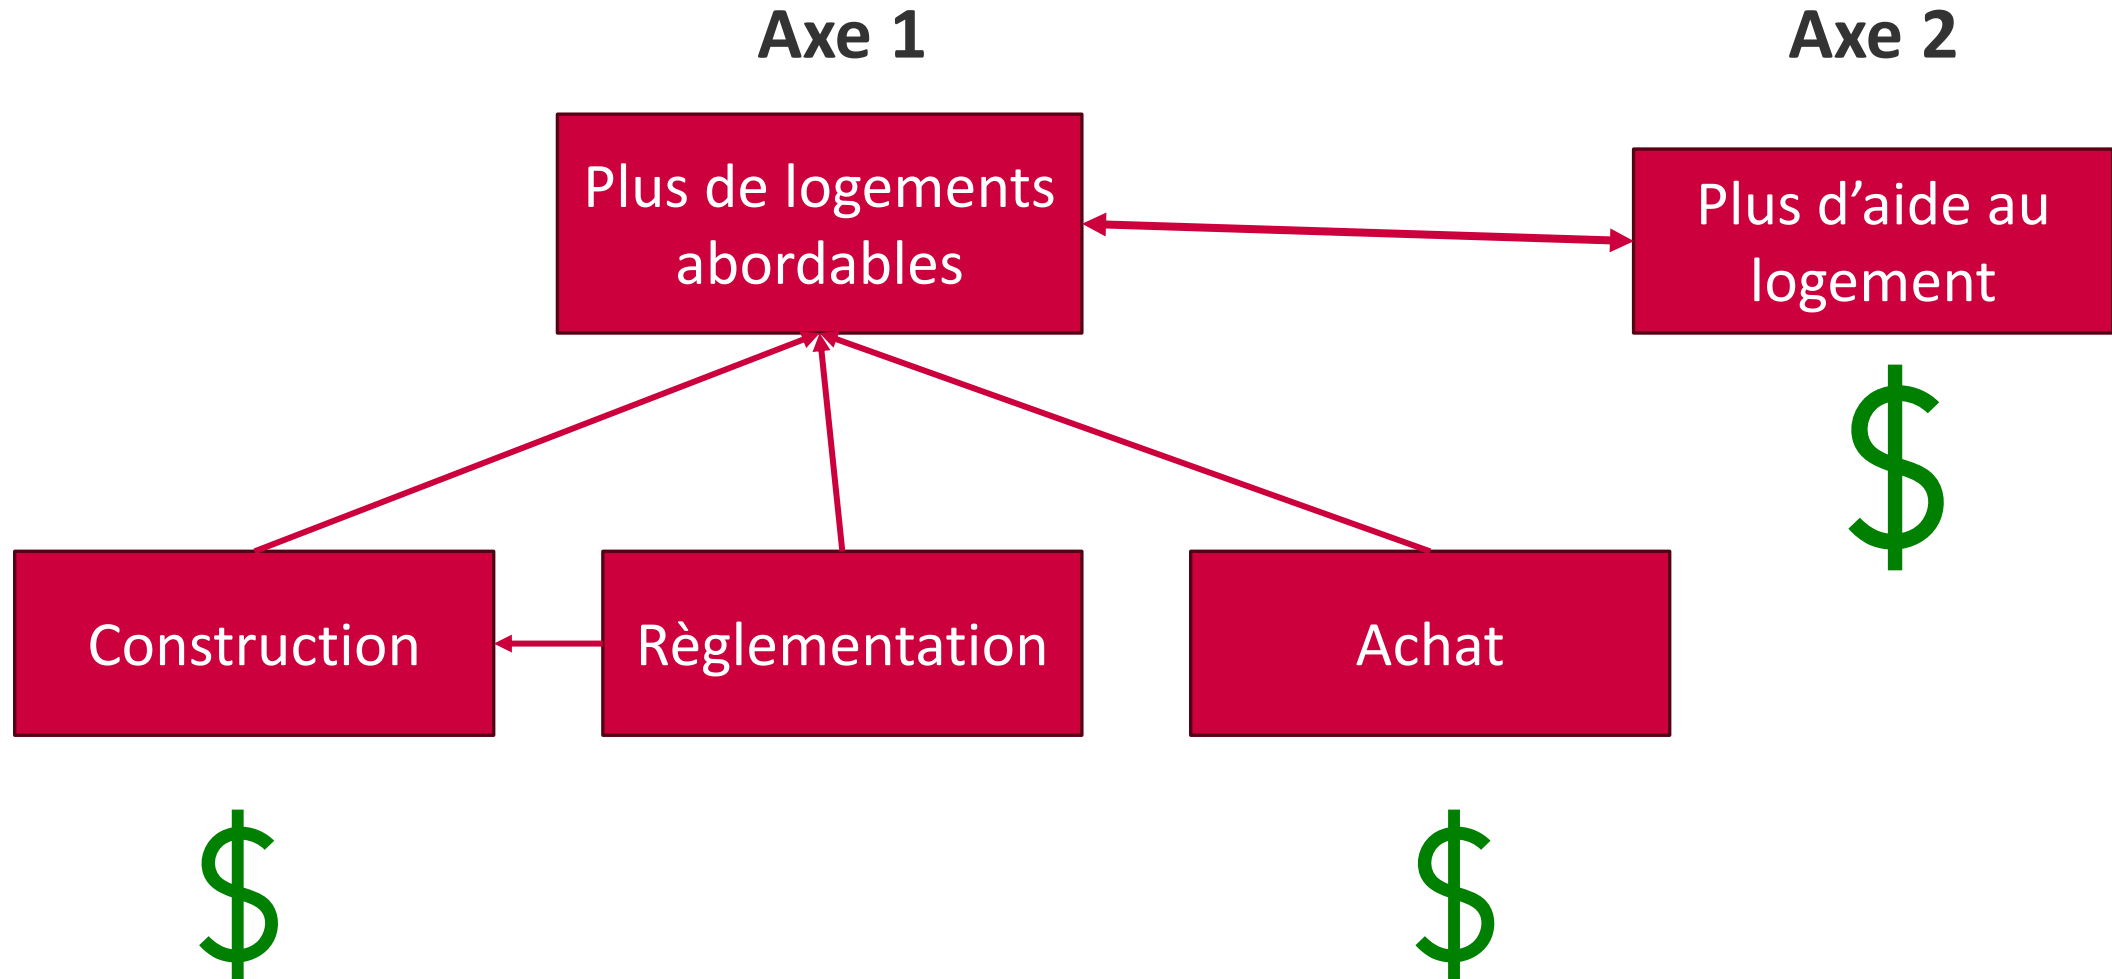 Axe 1
Axe 2
Plus de logements
abordables
Plus d’aide au
logement
$
Construction
Règlementation
Achat
$
$